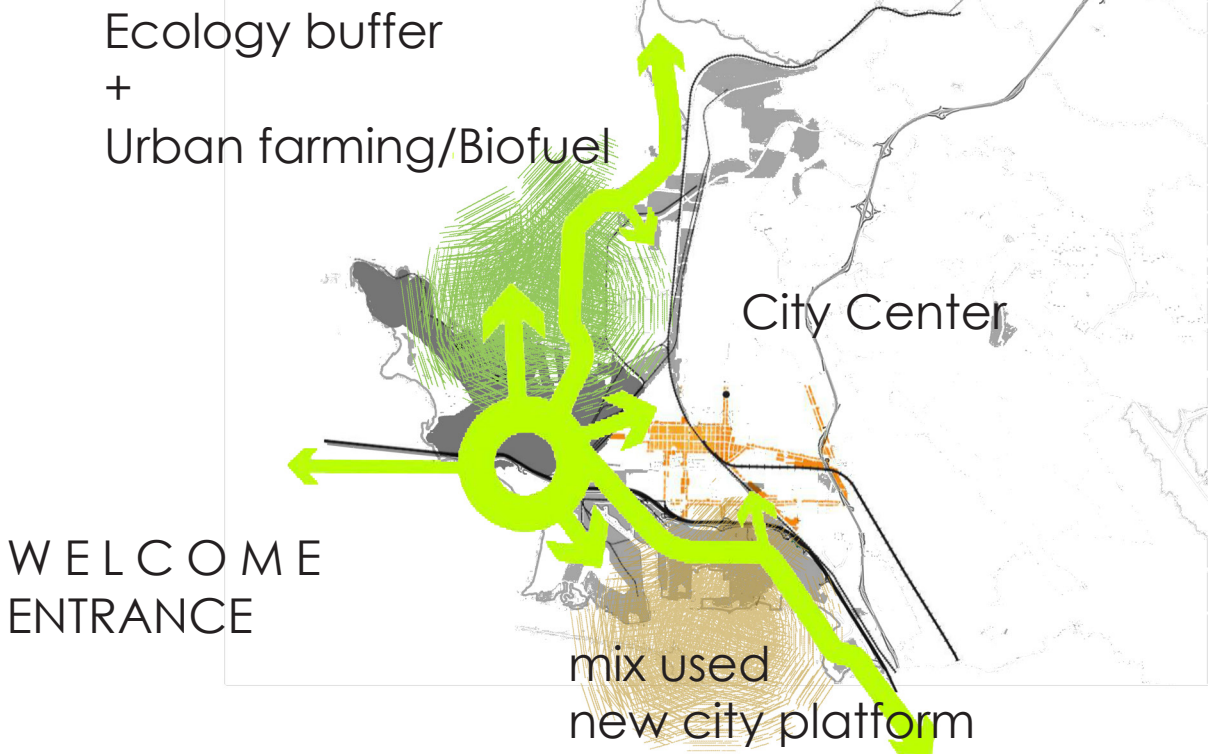 Ecology buffer
+
Urban farming/Biofuel
City Center
W E L C O M E
ENTRANCE
mix used
new city platform